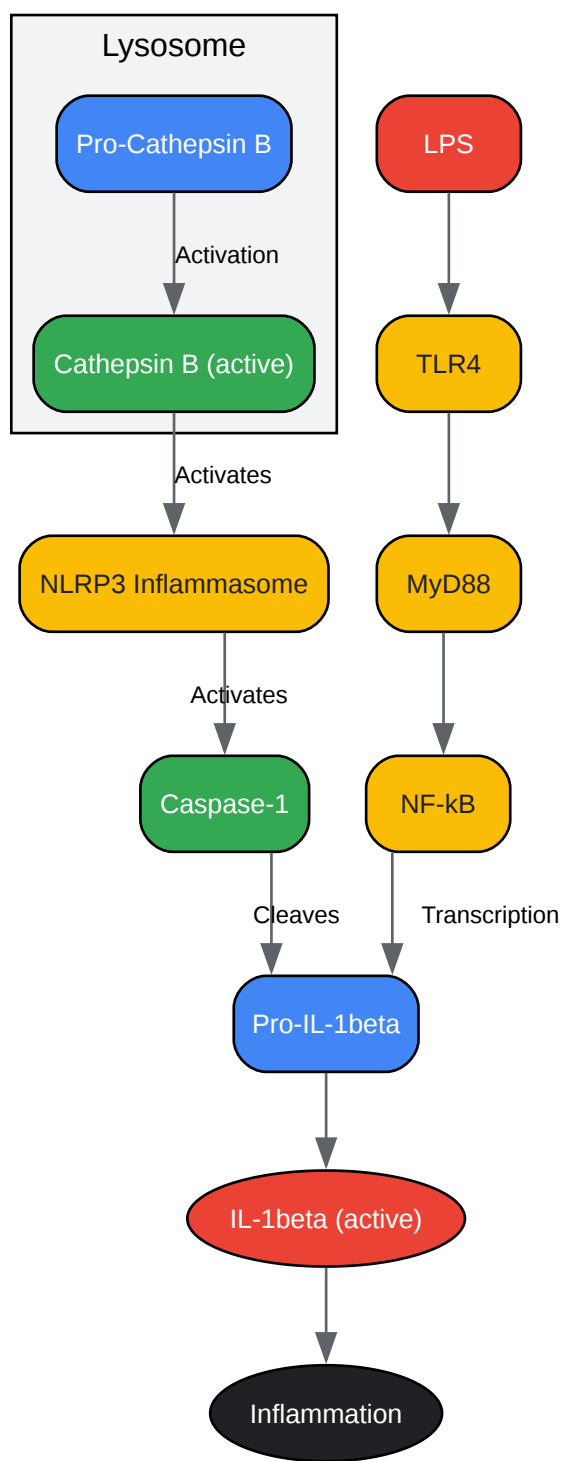 Lysosome
Pro-Cathepsin B
LPS
Activation
Cathepsin B (active)
TLR4
Activates
NLRP3 Inflammasome
MyD88
Activates
Caspase-1
NF-kB
Cleaves
Transcription
Pro-IL-1beta
IL-1beta (active)
Inflammation